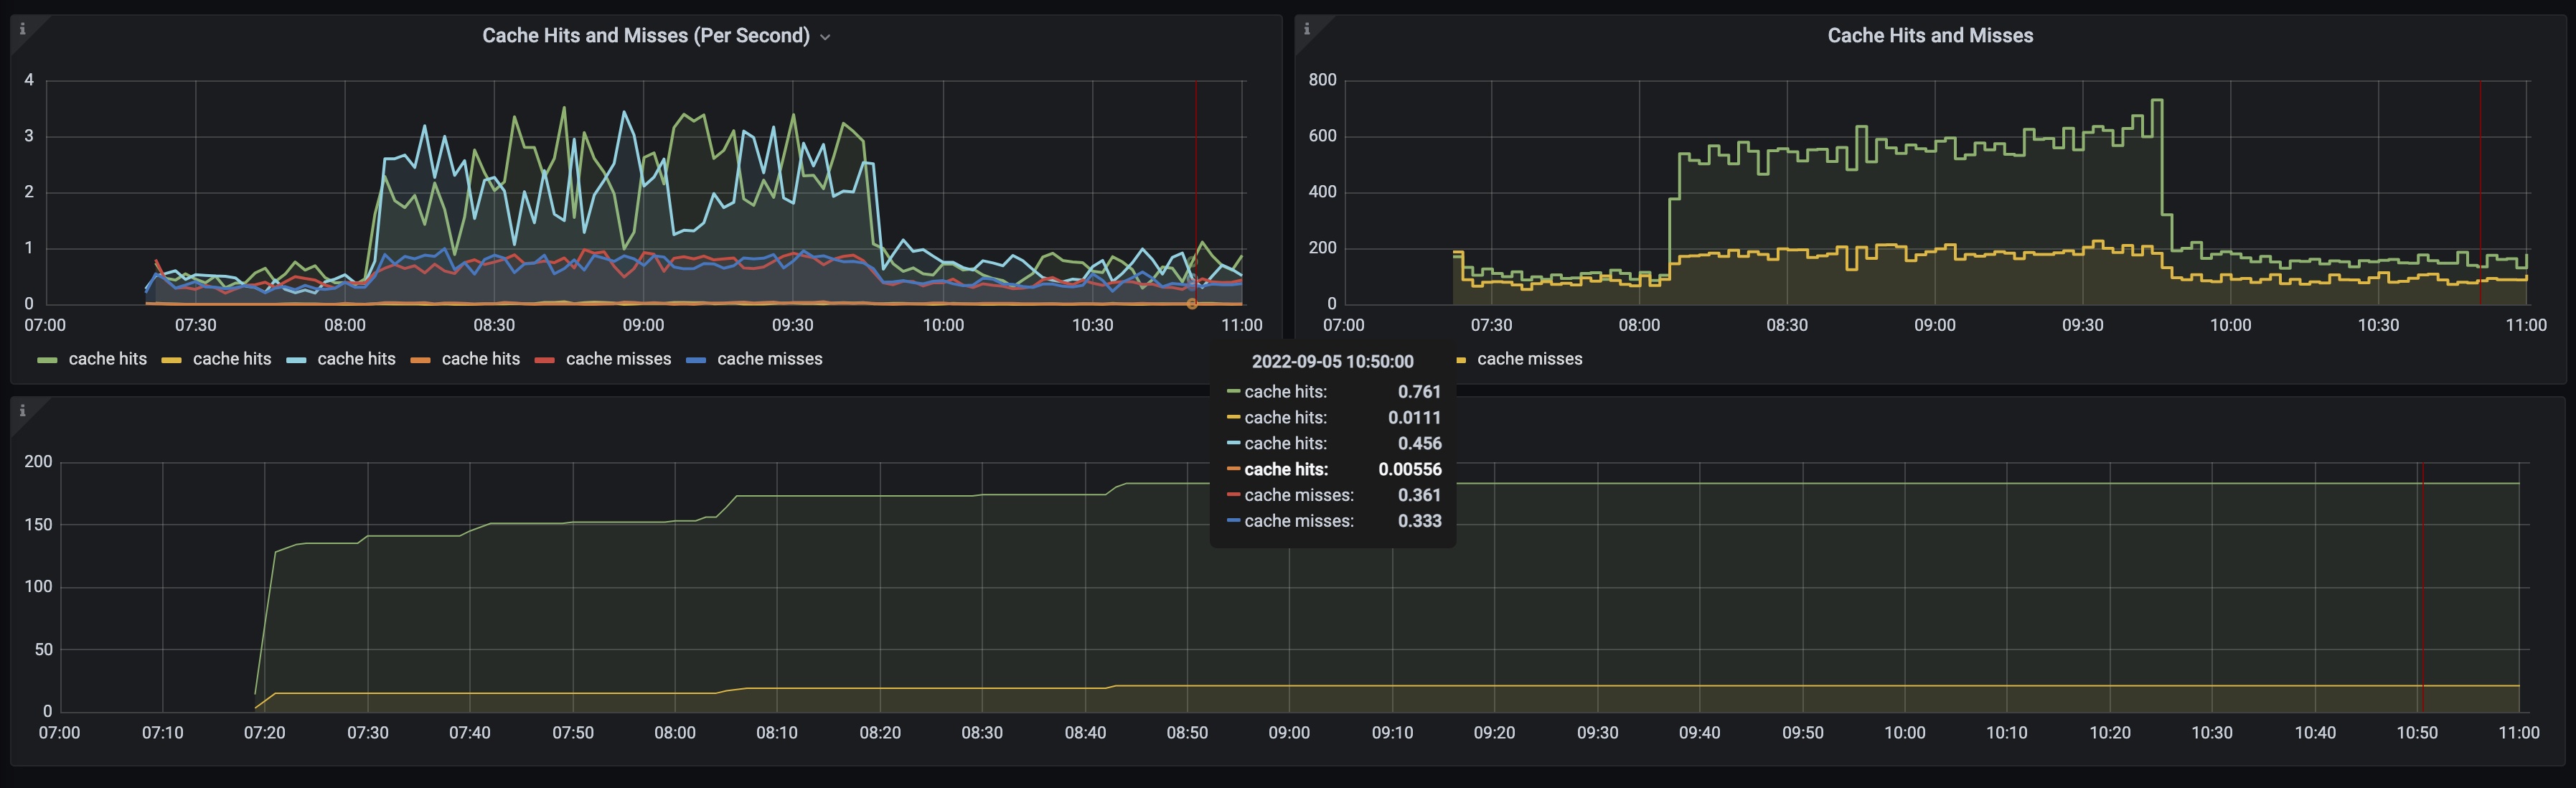 Cache Hits and Misses (Per Second)
4
3
2
1
0
07:00 07:30 08:00 08:30 09:00 09:30 10:00 10:30 11:00
cache hits cache hits cache hits cache hits cache misses cache misses
Cache Hits and Misses
800
600
400
200
0
07:00 07:30 08:00 08:30 09:00 09:30 10:00 10:30 11:00
cache misses
2022-09-05 10:50:00
cache hits: 0.761
cache hits: 0.0111
cache hits: 0.456
cache hits: 0.00556
cache misses: 0.361
cache misses: 0.333
200
150
100
50
0
07:00 07:10 07:20 07:30 07:40 07:50 08:00 08:10 08:20 08:30 08:40 08:50 09:00 09:10 09:20 09:30 09:40 09:50 10:00 10:10 10:20 10:30 10:40 10:50 11:00